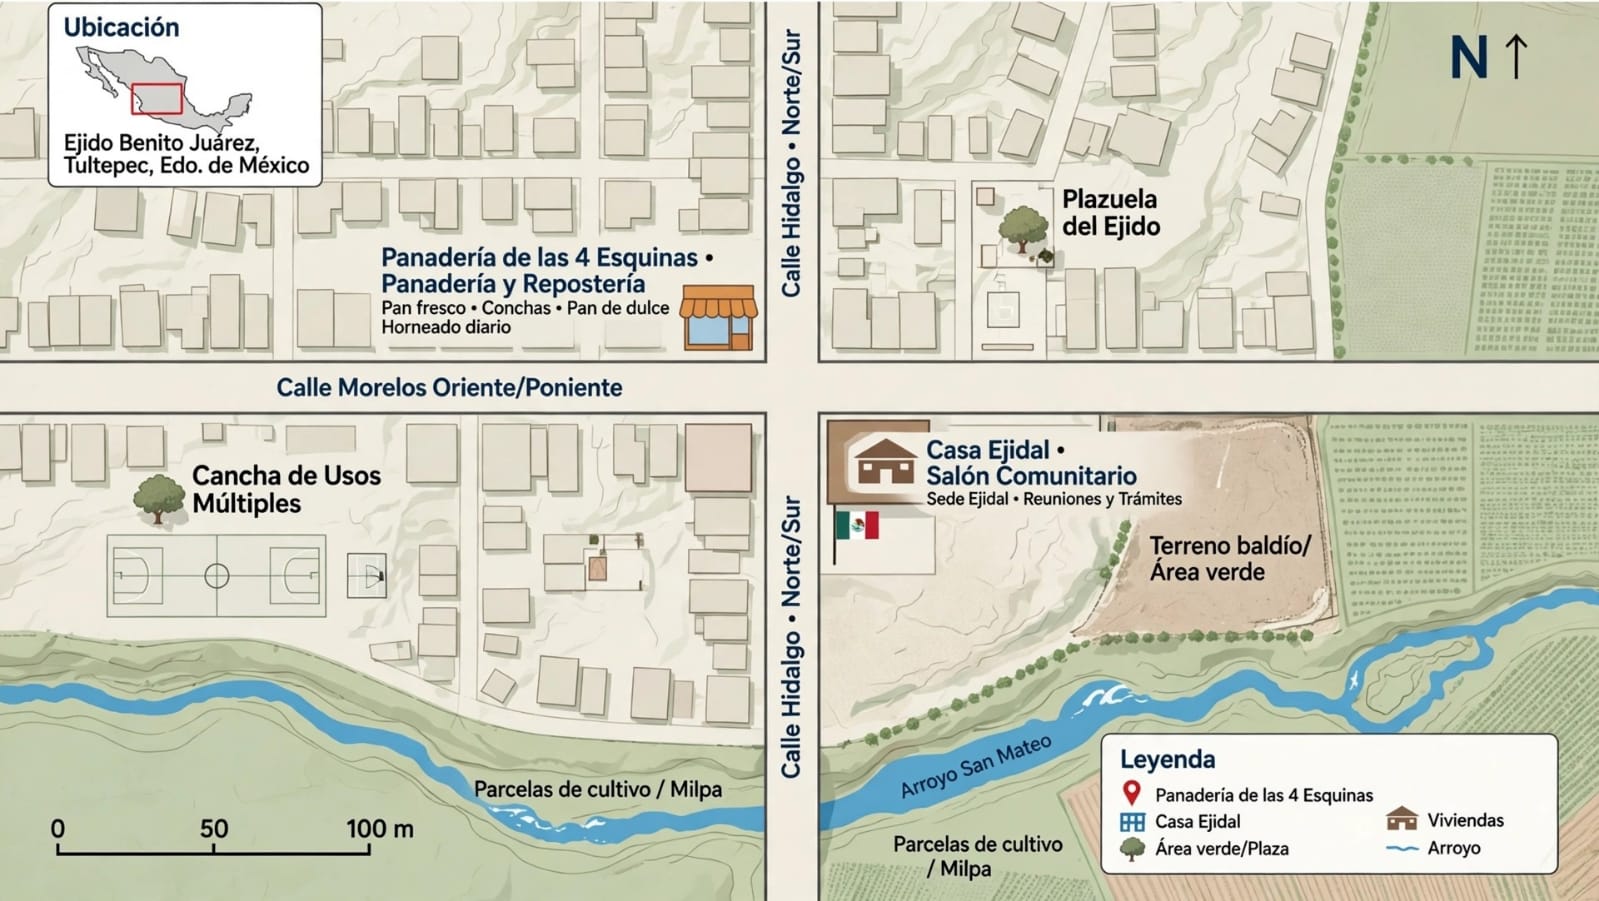 Ubicación
Ejido Benito Juárez,
Tultepec, Edo. de México
N
Calle Hidalgo • Norte/Sur
Plazuela
del Ejido
Panadería de las 4 Esquinas •
Panadería y Repostería
Pan fresco • Conchas • Pan de dulce
Horneado diario
Calle Morelos Oriente/Poniente
Cancha de Usos
Múltiples
Casa Ejidal •
Salón Comunitario
Sede Ejidal • Reuniones y Trámites
Terreno baldío/
Área verde
Calle Hidalgo • Norte/Sur
Arroyo San Mateo
Parcelas de cultivo / Milpa
0 50 100 m
Parcelas de cultivo
/ Milpa
Leyenda
Panadería de las 4 Esquinas
Casa Ejidal
Área verde/Plaza
Viviendas
Arroyo